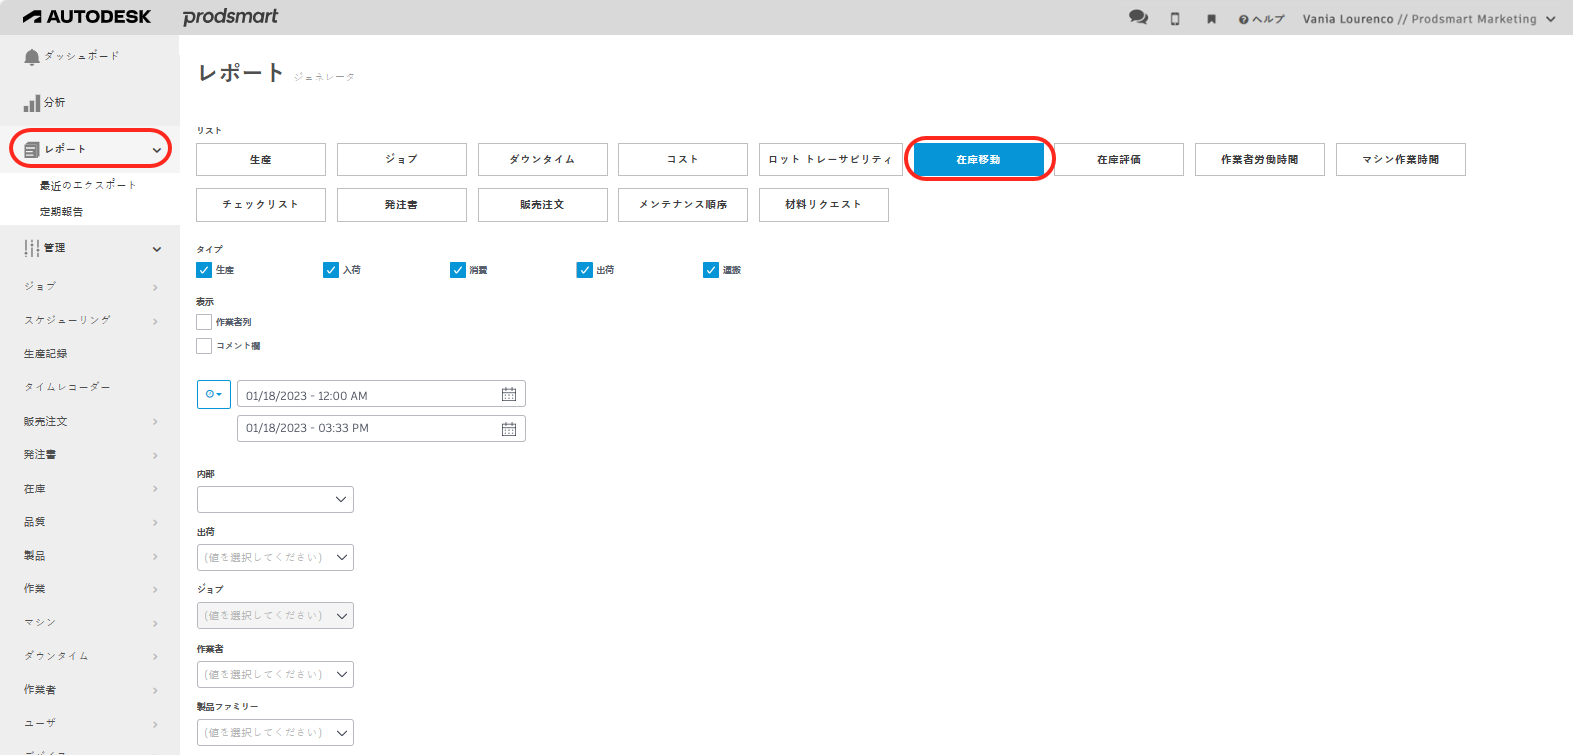 AUTODESK prodsmart ヘルプ Vania Lourenco // Prodsmart Marketing
ダッシュボード
分析
レポート
最近のエクスポート
定期報告
管理
ジョブ
スケジューリング
生産記録
タイムレコーダー
販売注文
発注書
在庫
品質
製品
作業
マシン
ダウンタイム
作業者
ユーザ
デバイス
レポート ジェネレータ
リスト
生産 ジョブ ダウンタイム コスト ロット トレーサビリティ 在庫移動 在庫評価 作業者労働時間 マシン作業時間
チェックリスト 発注書 販売注文 メンテナンス順序 材料リクエスト
タイプ
生産 入荷 消費 出荷 運搬
表示
作業者列
コメント欄
01/18/2023 - 12:00 AM
01/18/2023 - 03:33 PM
内部
出荷
(値を選択してください)
ジョブ
(値を選択してください)
作業者
(値を選択してください)
製品ファミリー
(値を選択してください)